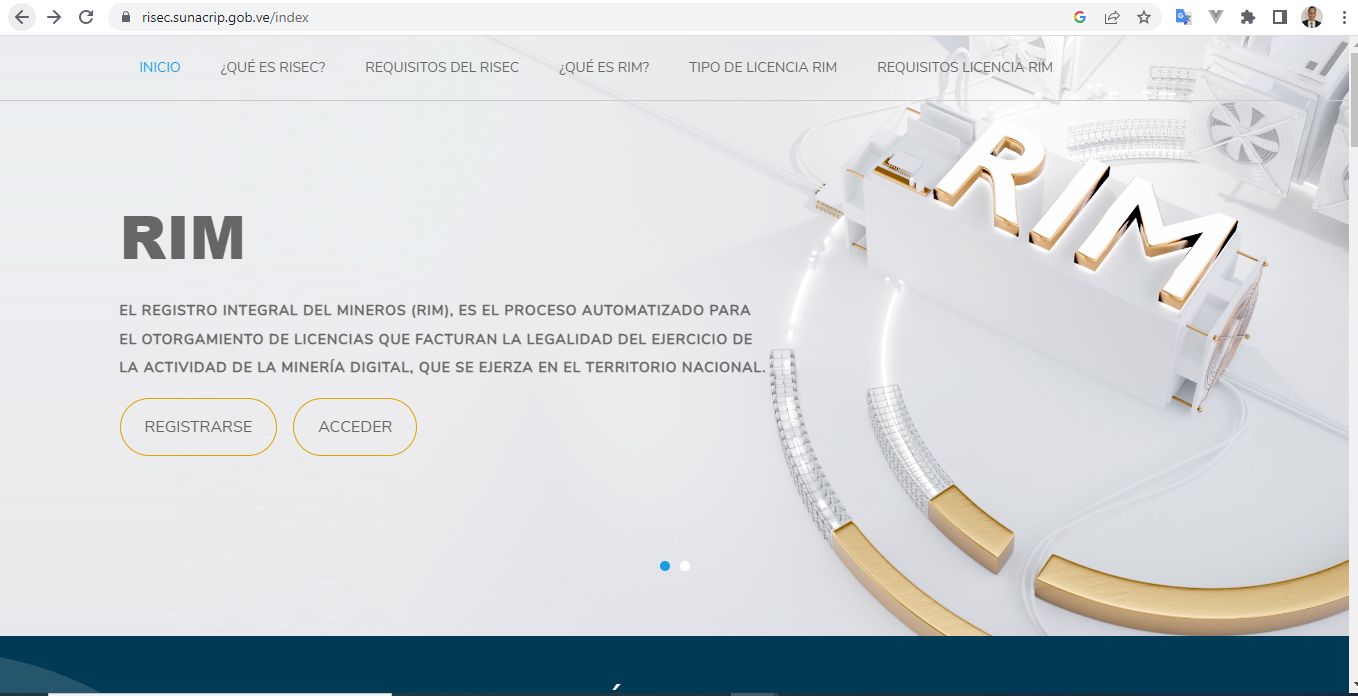 risec.sunacrip.gob.ve/index
INICIO
¿QUÉ ES RISEC?
REQUISITOS DEL RISEC
¿QUÉ ES RIM?
TIPO DE LICENCIA RIM
REQUISITOS LICENCIA RIM
RIM
RIM
EL REGISTRO INTEGRAL DEL MINEROS (RIM), ES EL PROCESO AUTOMATIZADO PARA
EL OTORGAMIENTO DE LICENCIAS QUE FACTURAN LA LEGALIDAD DEL EJERCICIO DE
LA ACTIVIDAD DE LA MINERÍA DIGITAL, QUE SE EJERZA EN EL TERRITORIO NACIONAL.
REGISTRARSE
ACCEDER